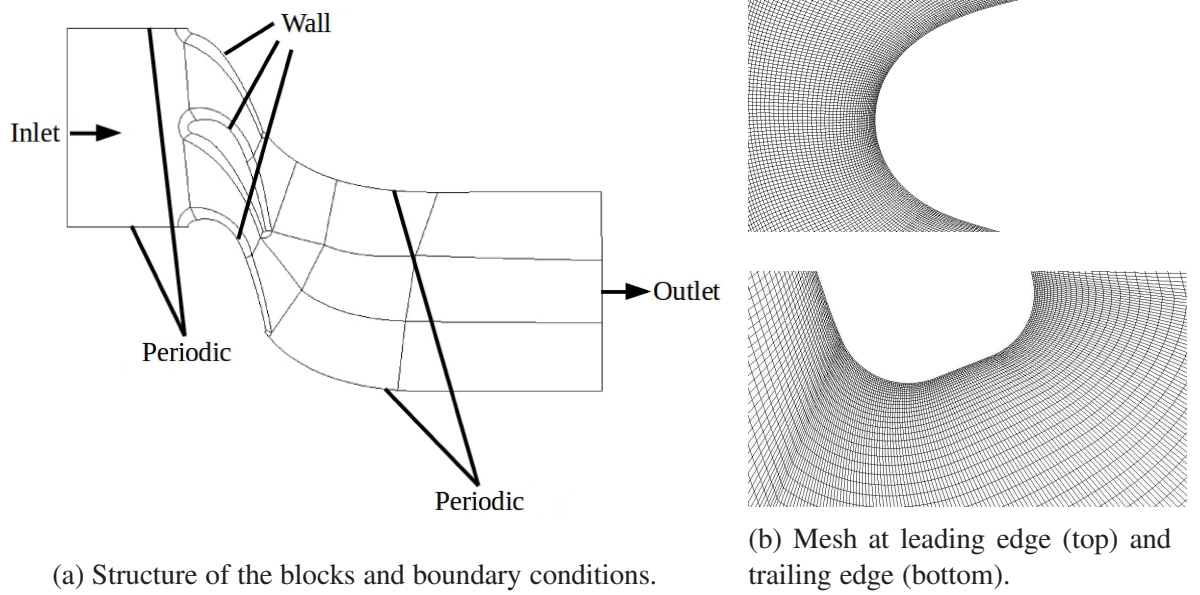 Wall
Inlet
Outlet
Periodic
Periodic
(a) Structure of the blocks and boundary conditions.
(b) Mesh at leading edge (top) and
trailing edge (bottom).